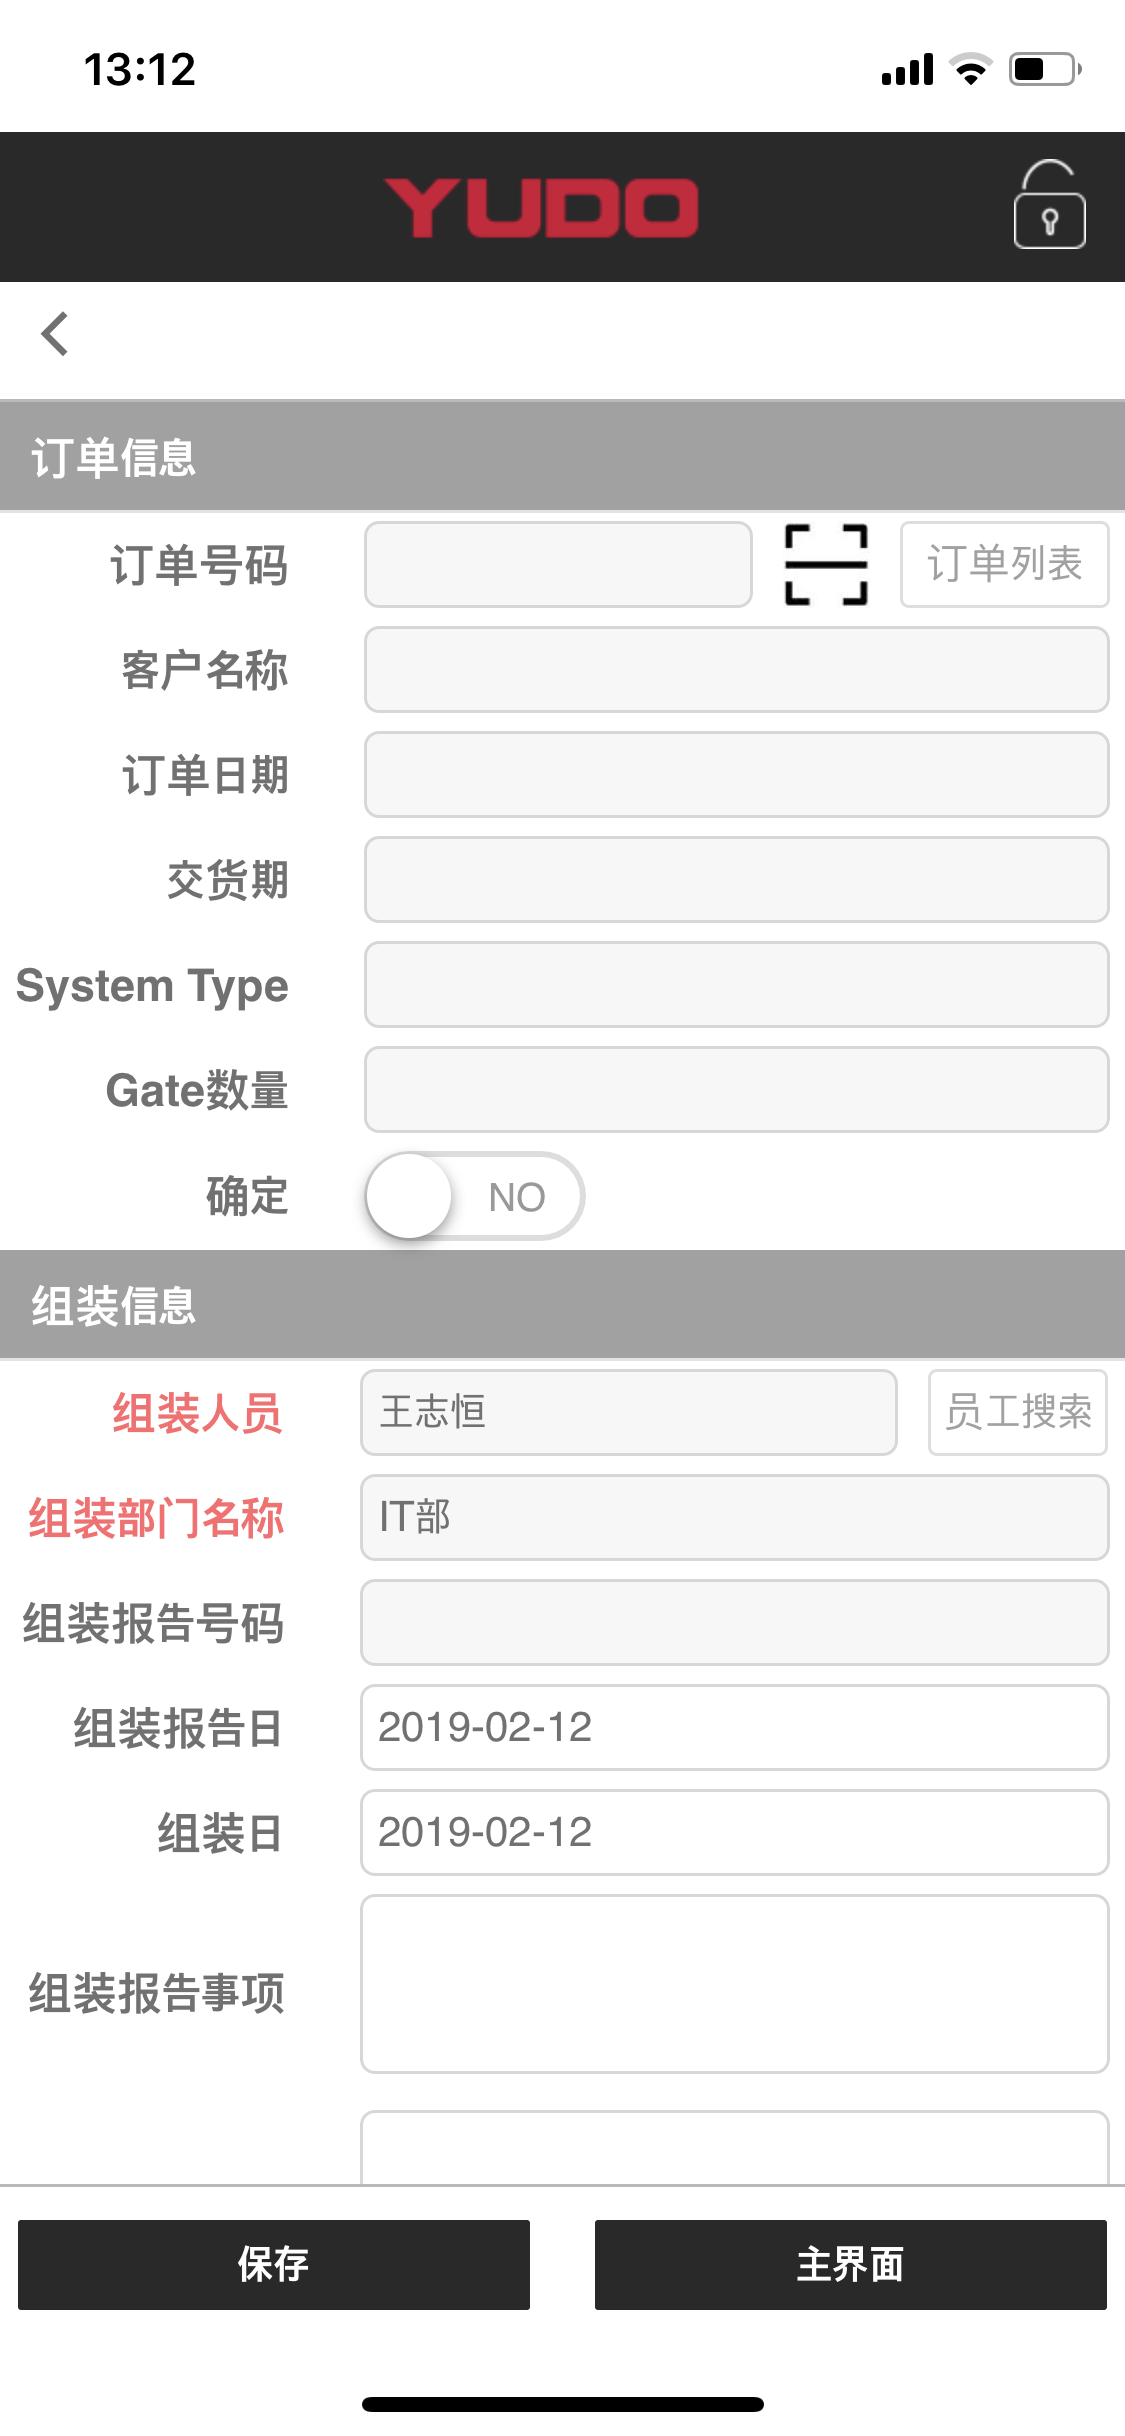 13:12
YUDO
订单信息
订单号码 订单列表
客户名称
订单日期
交货期
System Type
Gate数量
确定 NO
组装信息
组装人员 王志恒 员工搜索
组装部门名称 IT部
组装报告号码
组装报告日 2019-02-12
组装日 2019-02-12
组装报告事项
保存 主界面